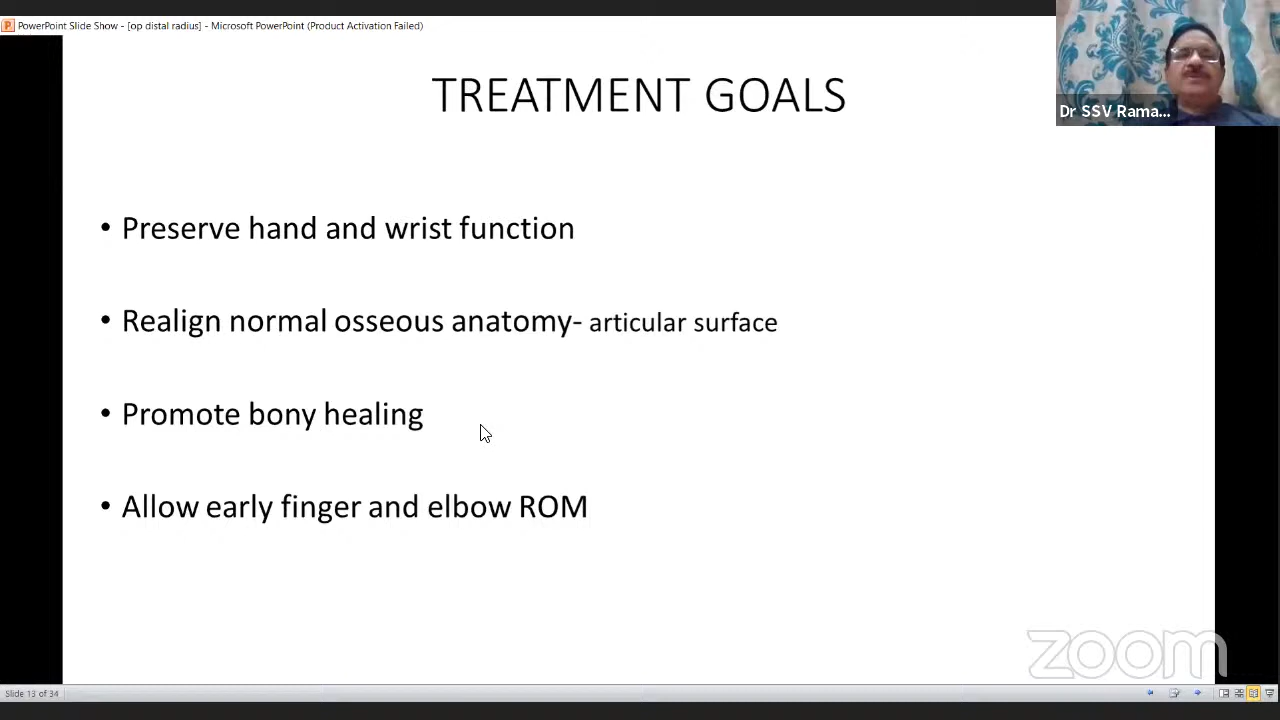 PowerPoint Slide Show - [op distal radius] - Microsoft PowerPoint (Product Activation Failed)
TREATMENT GOALS
Dr SSV Rama...
• Preserve hand and wrist function
• Realign normal osseous anatomy- articular surface
• Promote bony healing
• Allow early finger and elbow ROM
zoom
Slide 13 of 34